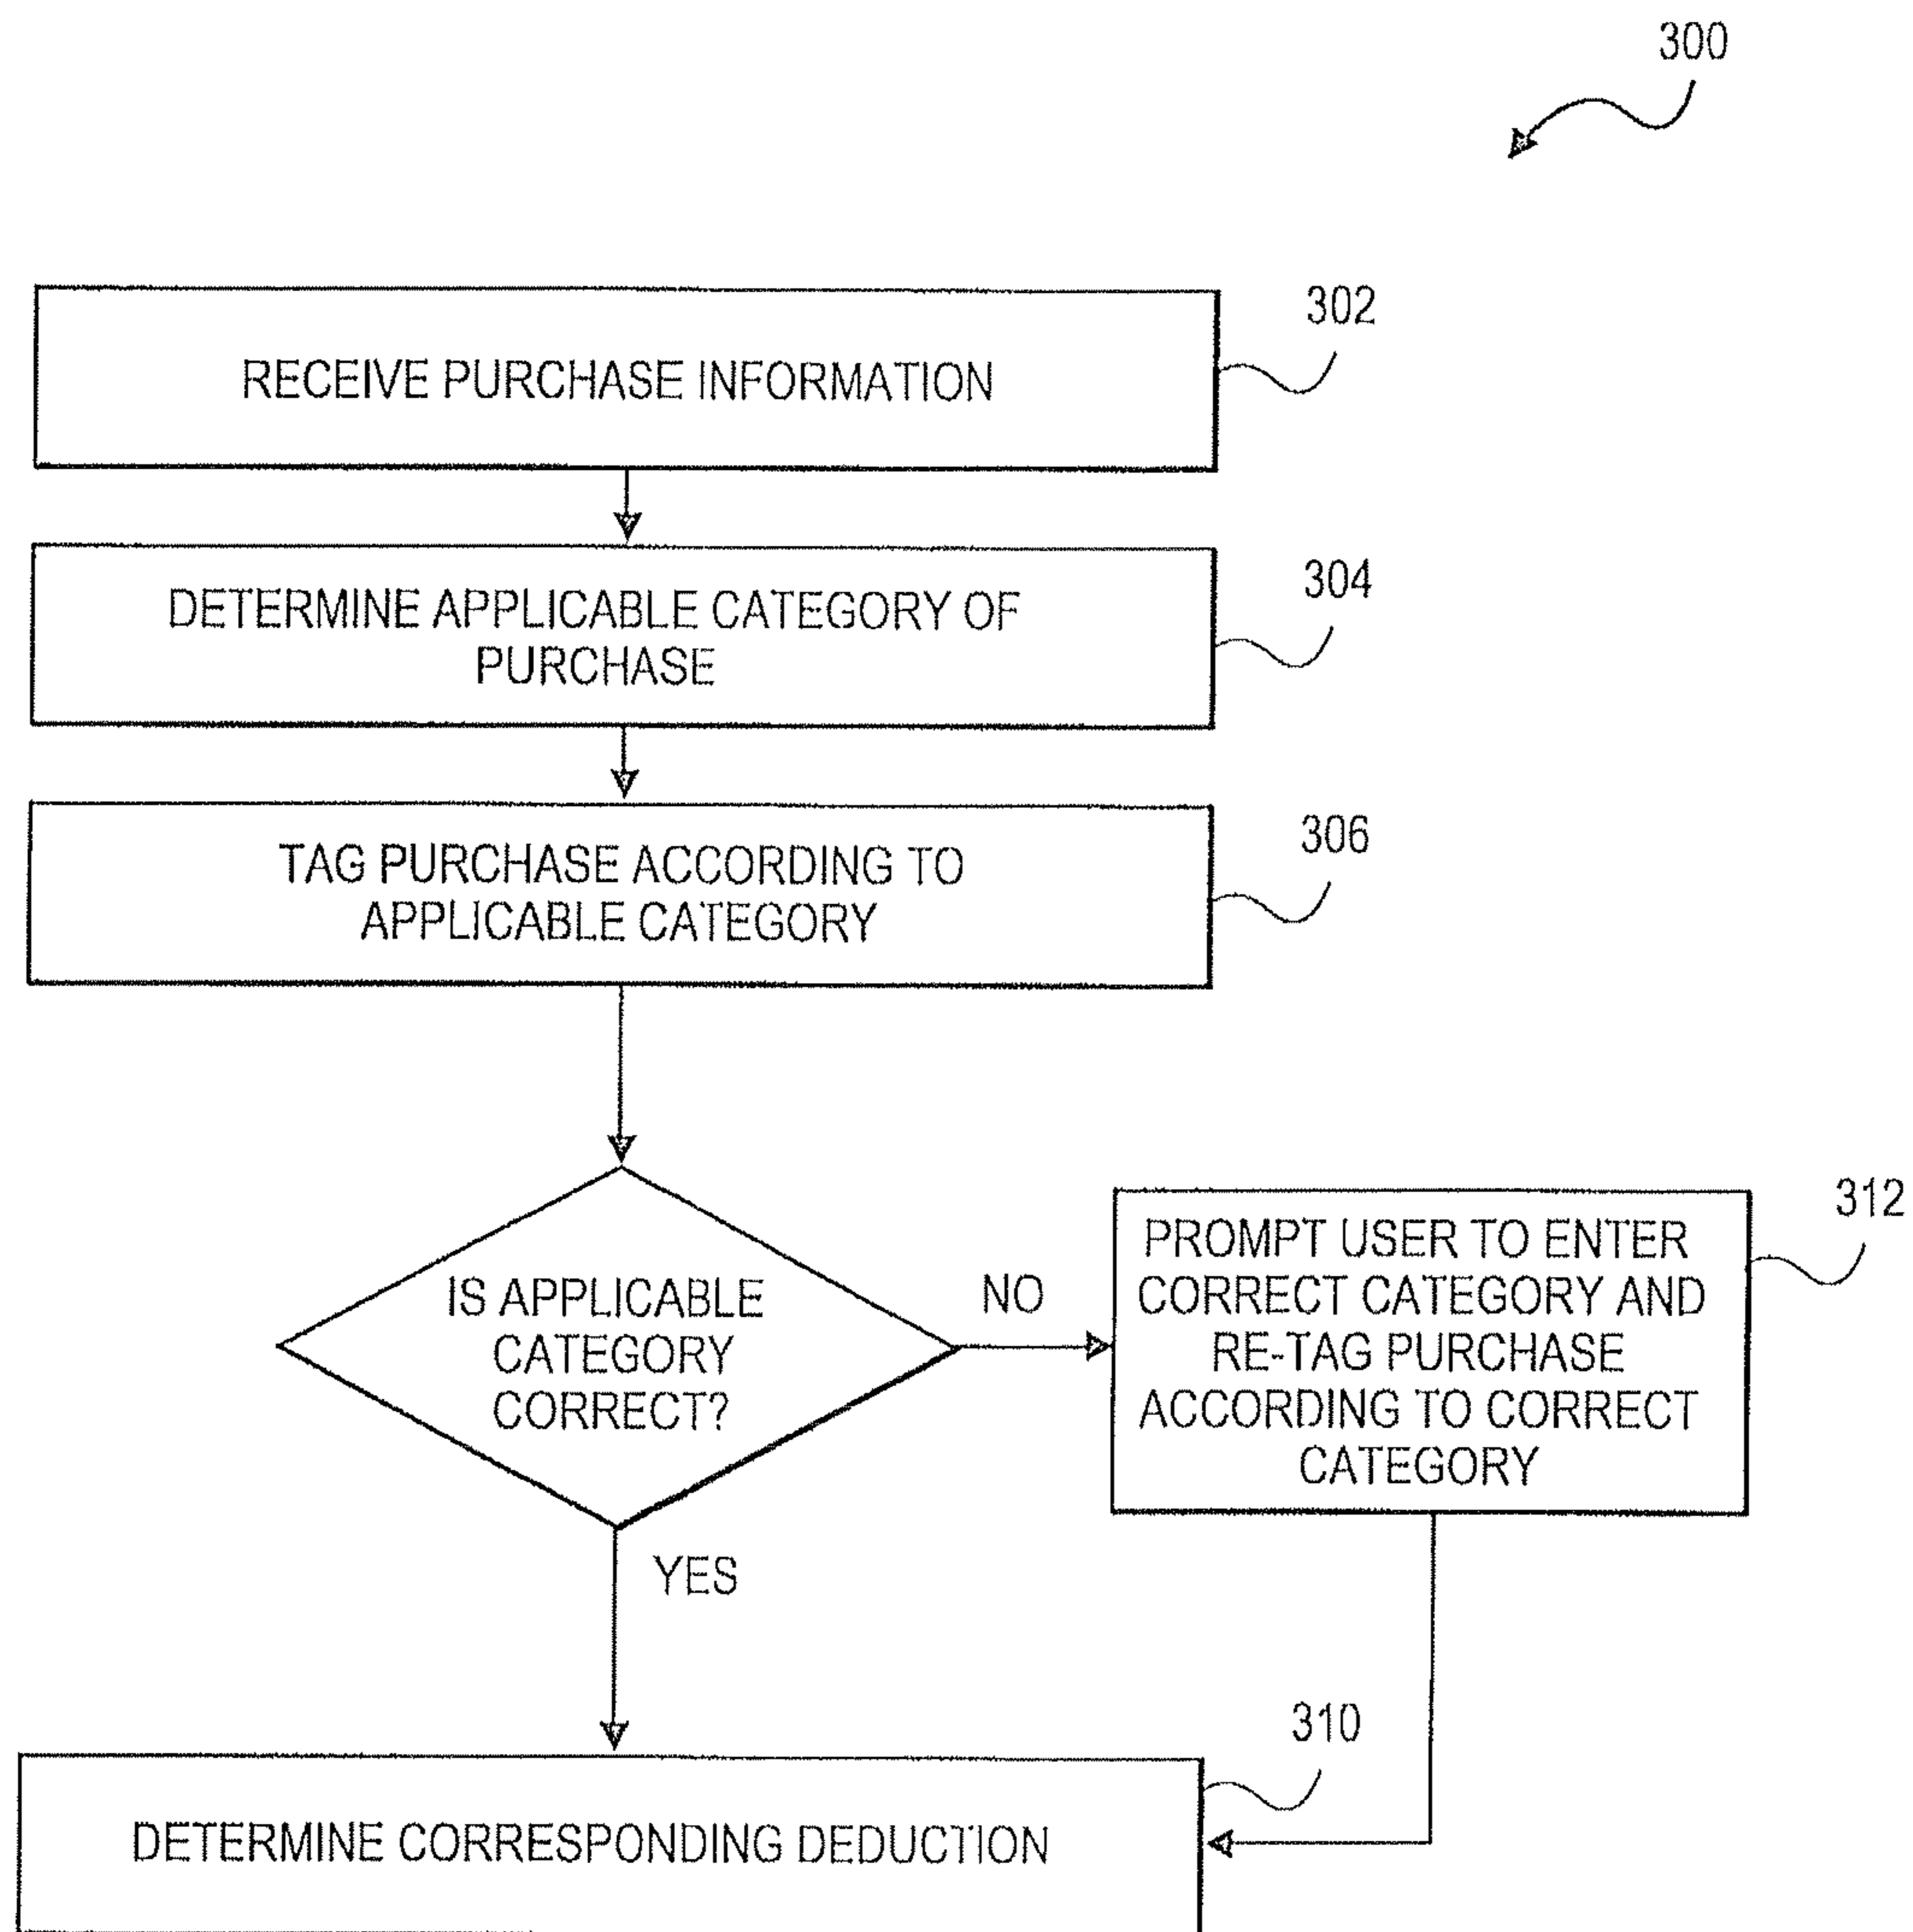 300
302
RECEIVE PURCHASE INFORMATION
304
DETERMINE APPLICABLE CATEGORY OF
PURCHASE
306
TAG PURCHASE ACCORDING TO
APPLICABLE CATEGORY
IS APPLICABLE
CATEGORY
CORRECT?
NO
312
PROMPT USER TO ENTER
CORRECT CATEGORY AND
RE-TAG PURCHASE
ACCORDING TO CORRECT
CATEGORY
YES
310
DETERMINE CORRESPONDING DEDUCTION